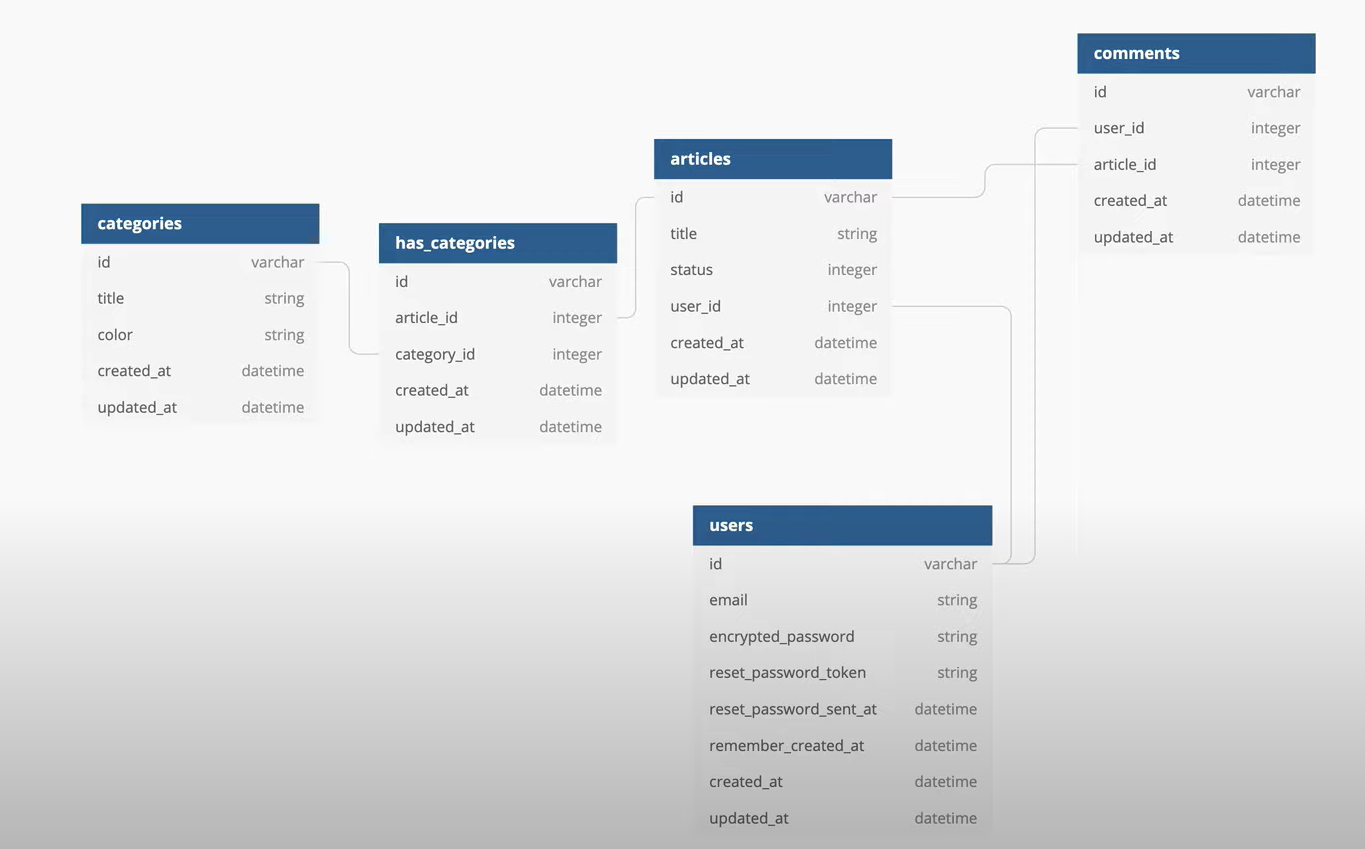 comments
id varchar
user_id integer
article_id integer
created_at datetime
updated_at datetime
articles
id varchar
title string
status integer
user_id integer
created_at datetime
updated_at datetime
categories
id varchar
title string
color string
created_at datetime
updated_at datetime
has_categories
id varchar
article_id integer
category_id integer
created_at datetime
updated_at datetime
users
id varchar
email string
encrypted_password string
reset_password_token string
reset_password_sent_at datetime
remember_created_at datetime
created_at datetime
updated_at datetime